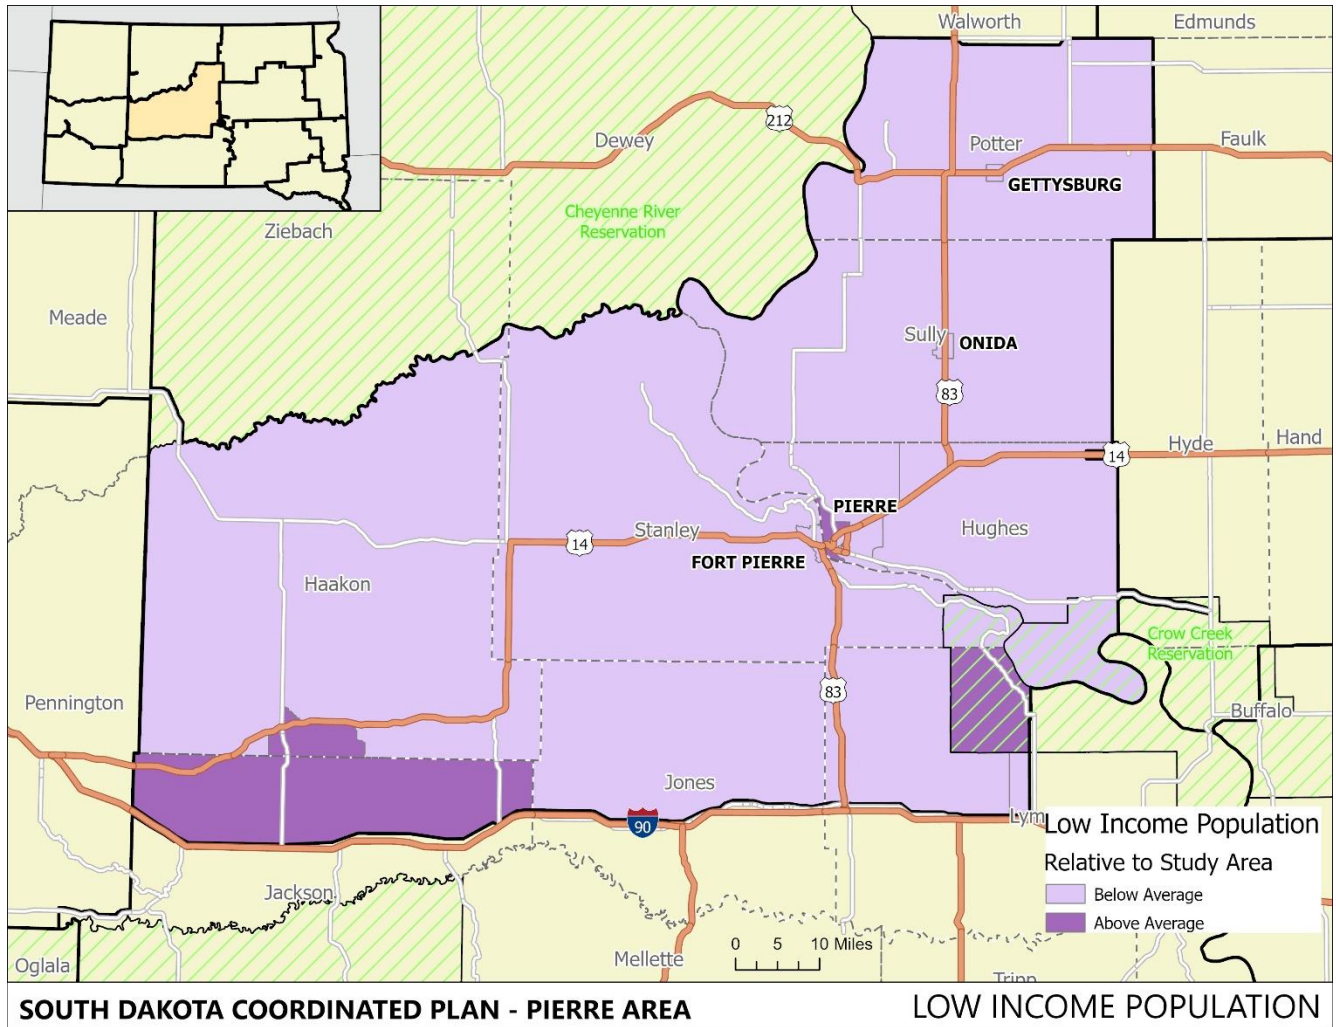 Walworth
Edmunds
212
Dewey
Potter
Faulk
GETTYSBURG
Cheyenne River
Reservation
Ziebach
Meade
Sully
ONIDA
83
Hyde
Hand
14
PIERRE
Stanley
Hughes
14
FORT PIERRE
Haakon
Crow Creek
Reservation
Pennington
83
Buffalo
Jones
90
Lym
Low Income Population
Relative to Study Area
Below Average
Above Average
Jackson
0 5 10 Miles
Mellette
Oglala
Tripp
SOUTH DAKOTA COORDINATED PLAN - PIERRE AREA
LOW INCOME POPULATION